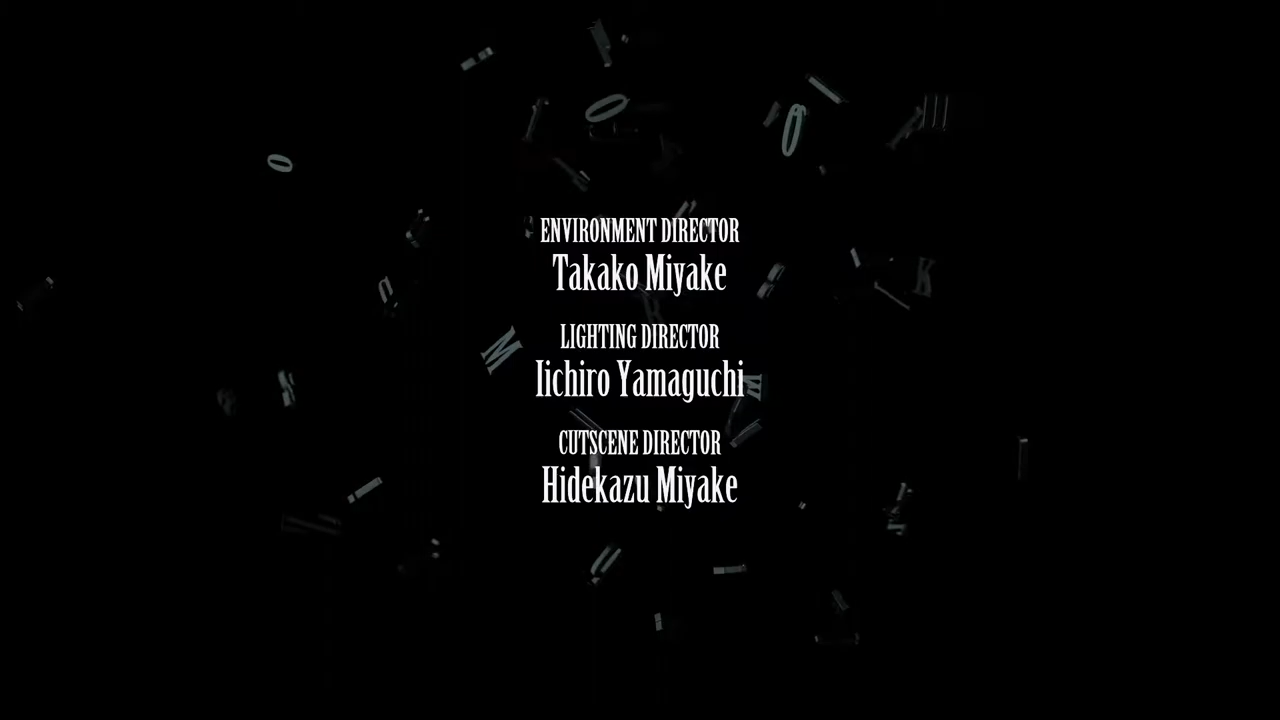 ENVIRONMENT DIRECTOR
Takako Miyake
LIGHTING DIRECTOR
Iichiro Yamaguchi
CUTSCENE DIRECTOR
Hidekazu Miyake